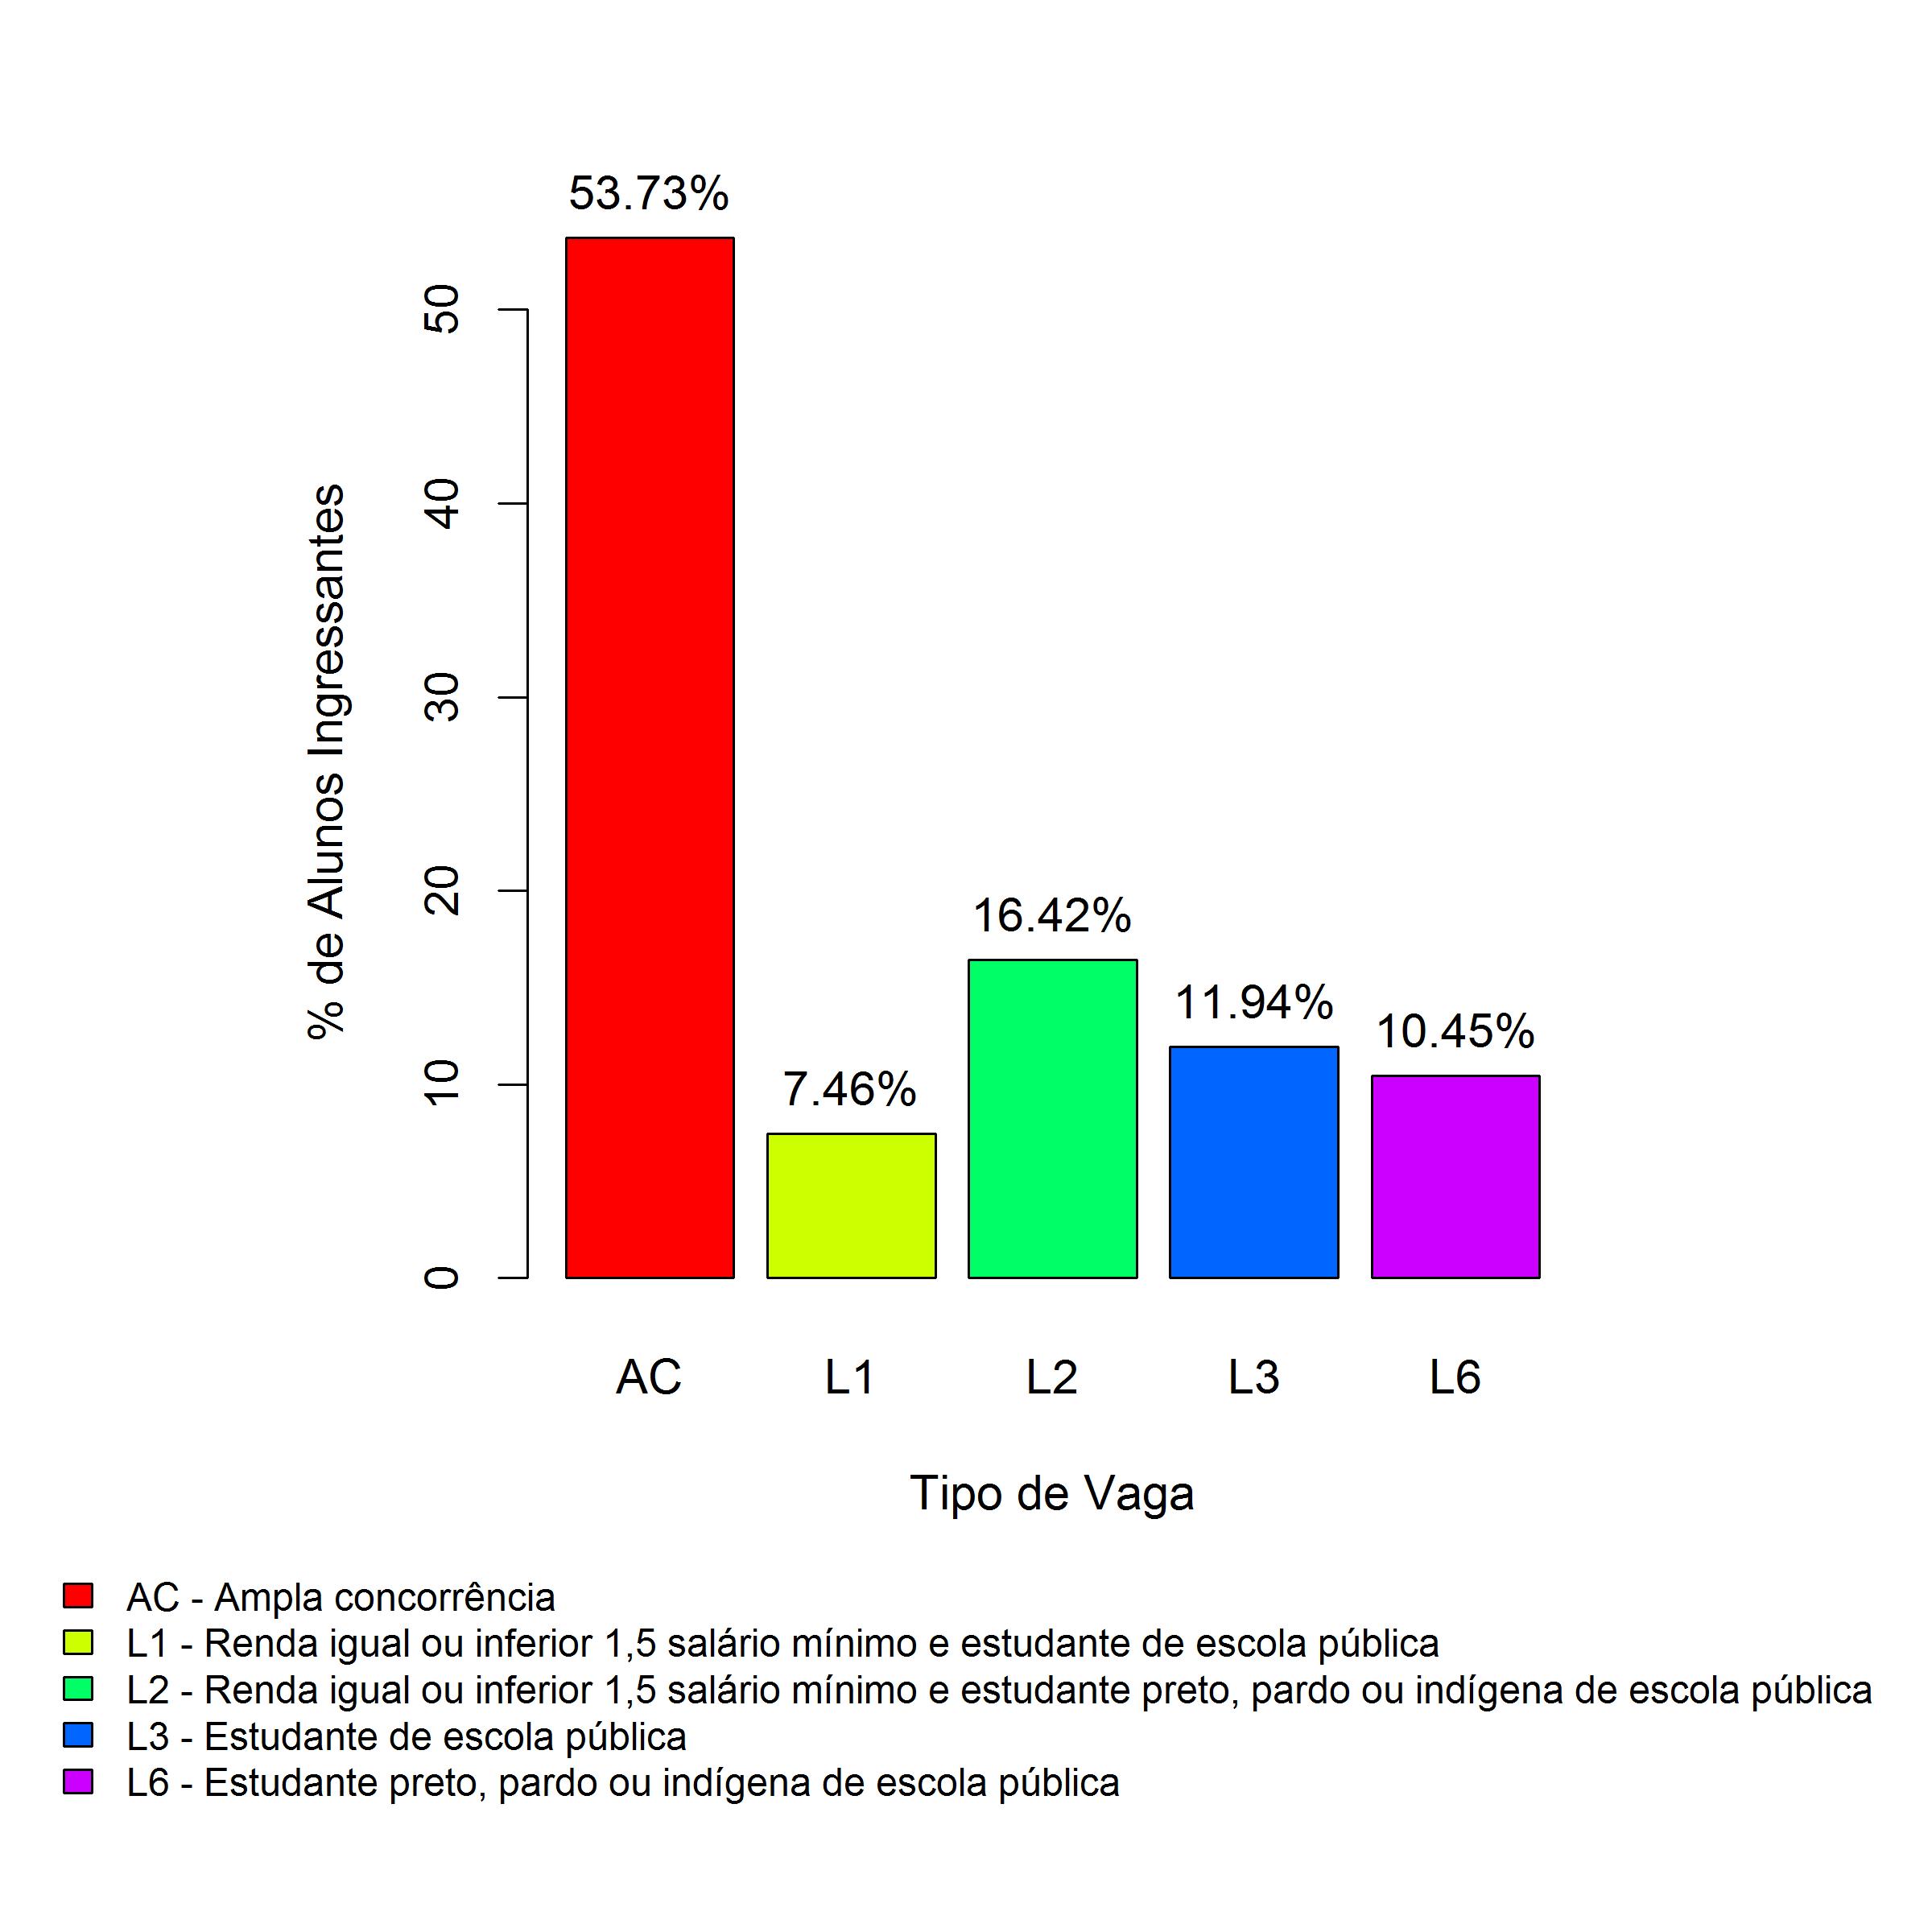 53.73%
50
40
30
20
10
0
% de Alunos Ingressantes
16.42%
11.94%
10.45%
7.46%
AC L1 L2 L3 L6
Tipo de Vaga
AC - Ampla concorrência
L1 - Renda igual ou inferior 1,5 salário mínimo e estudante de escola pública
L2 - Renda igual ou inferior 1,5 salário mínimo e estudante preto, pardo ou indígena de escola pública
L3 - Estudante de escola pública
L6 - Estudante preto, pardo ou indígena de escola pública